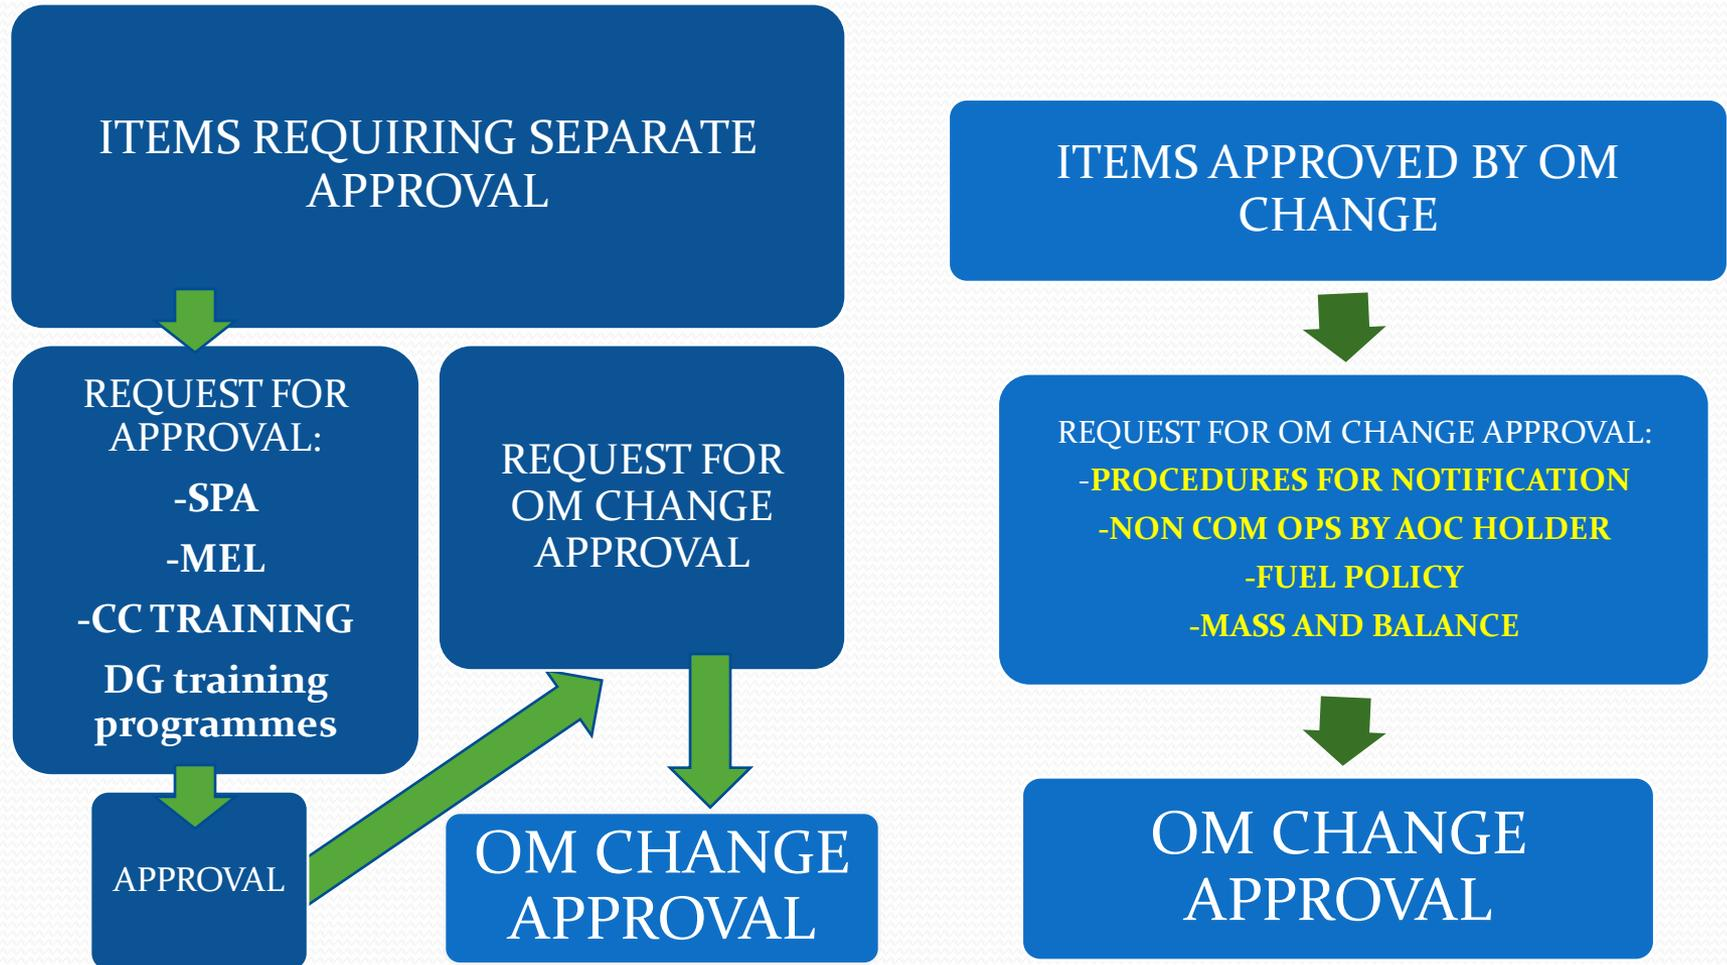 ITEMS REQUIRING SEPARATE
APPROVAL
REQUEST FOR
APPROVAL:
-SPA
-MEL
-CC TRAINING
DG training
programmes
APPROVAL
REQUEST FOR
OM CHANGE
APPROVAL
OM CHANGE
APPROVAL
ITEMS APPROVED BY OM
CHANGE
REQUEST FOR OM CHANGE APPROVAL:
-PROCEDURES FOR NOTIFICATION
-NON COM OPS BY AOC HOLDER
-FUEL POLICY
-MASS AND BALANCE
OM CHANGE
APPROVAL